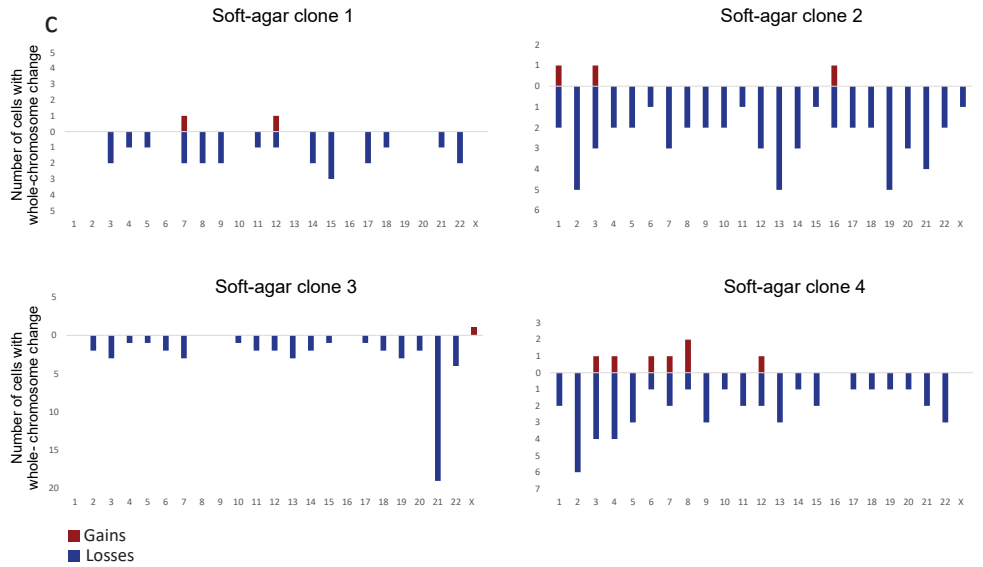 C
Soft-agar clone 1
Number of cells with
whole-chromosome change
5
4
3
2
1
0
1
2
3
4
5
1 2 3 4 5 6 7 8 9 10 11 12 13 14 15 16 17 18 19 20 21 22 X
Soft-agar clone 2
2
1
0
1
2
3
4
5
6
1 2 3 4 5 6 7 8 9 10 11 12 13 14 15 16 17 18 19 20 21 22 X
Soft-agar clone 3
Number of cells with
whole- chromosome change
5
0
5
10
15
20
1 2 3 4 5 6 7 8 9 10 11 12 13 14 15 16 17 18 19 20 21 22 X
Soft-agar clone 4
3
2
1
0
1
2
3
4
5
6
7
1 2 3 4 5 6 7 8 9 10 11 12 13 14 15 16 17 18 19 20 21 22 X
Gains
Losses